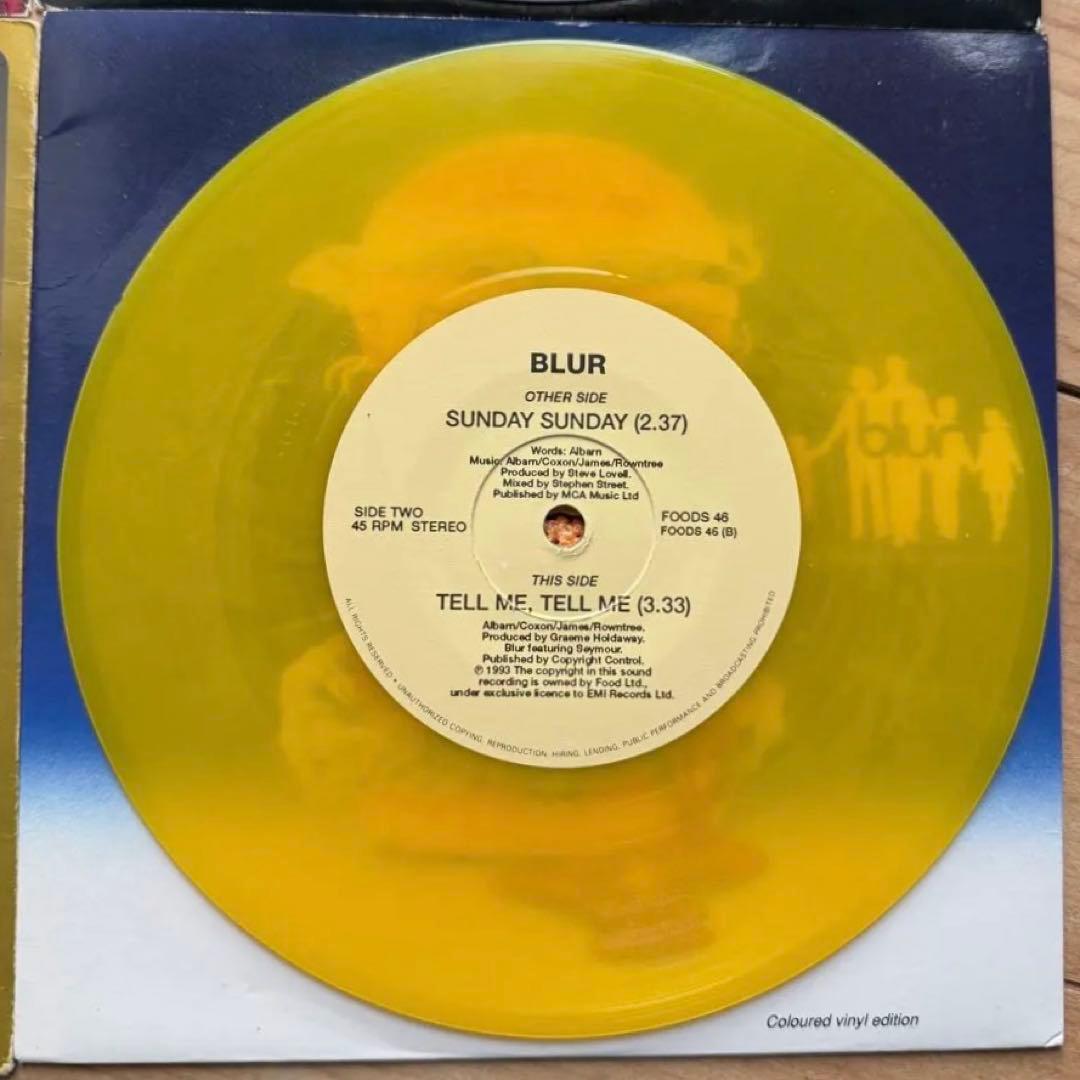 BLUR
OTHER SIDE
SUNDAY SUNDAY (2.37)
Words: Albarn
Music: Albarn/Coxon/James/Rowntree
Produced by Steve Lovell.
Mixed by Stephen Street.
Published by MCA Music Ltd
SIDE TWO
45 RPM STEREO
FOODS 46
FOODS 46 (B)
THIS SIDE
TELL ME, TELL ME (3.33)
Albarn/Coxon/James/Rowntree.
Produced by Graeme Holdaway.
Blur featuring Seymour.
Published by Copyright Control.
℗ 1993 The copyright in this sound
recording is owned by Food Ltd.,
under exclusive licence to EMI Records Ltd.
ALL RIGHTS RESERVED • UNAUTHORIZED COPYING, REPRODUCTION, HIRING, LENDING, PUBLIC PERFORMANCE AND BROADCASTING PROHIBITED
blur
Coloured vinyl edition